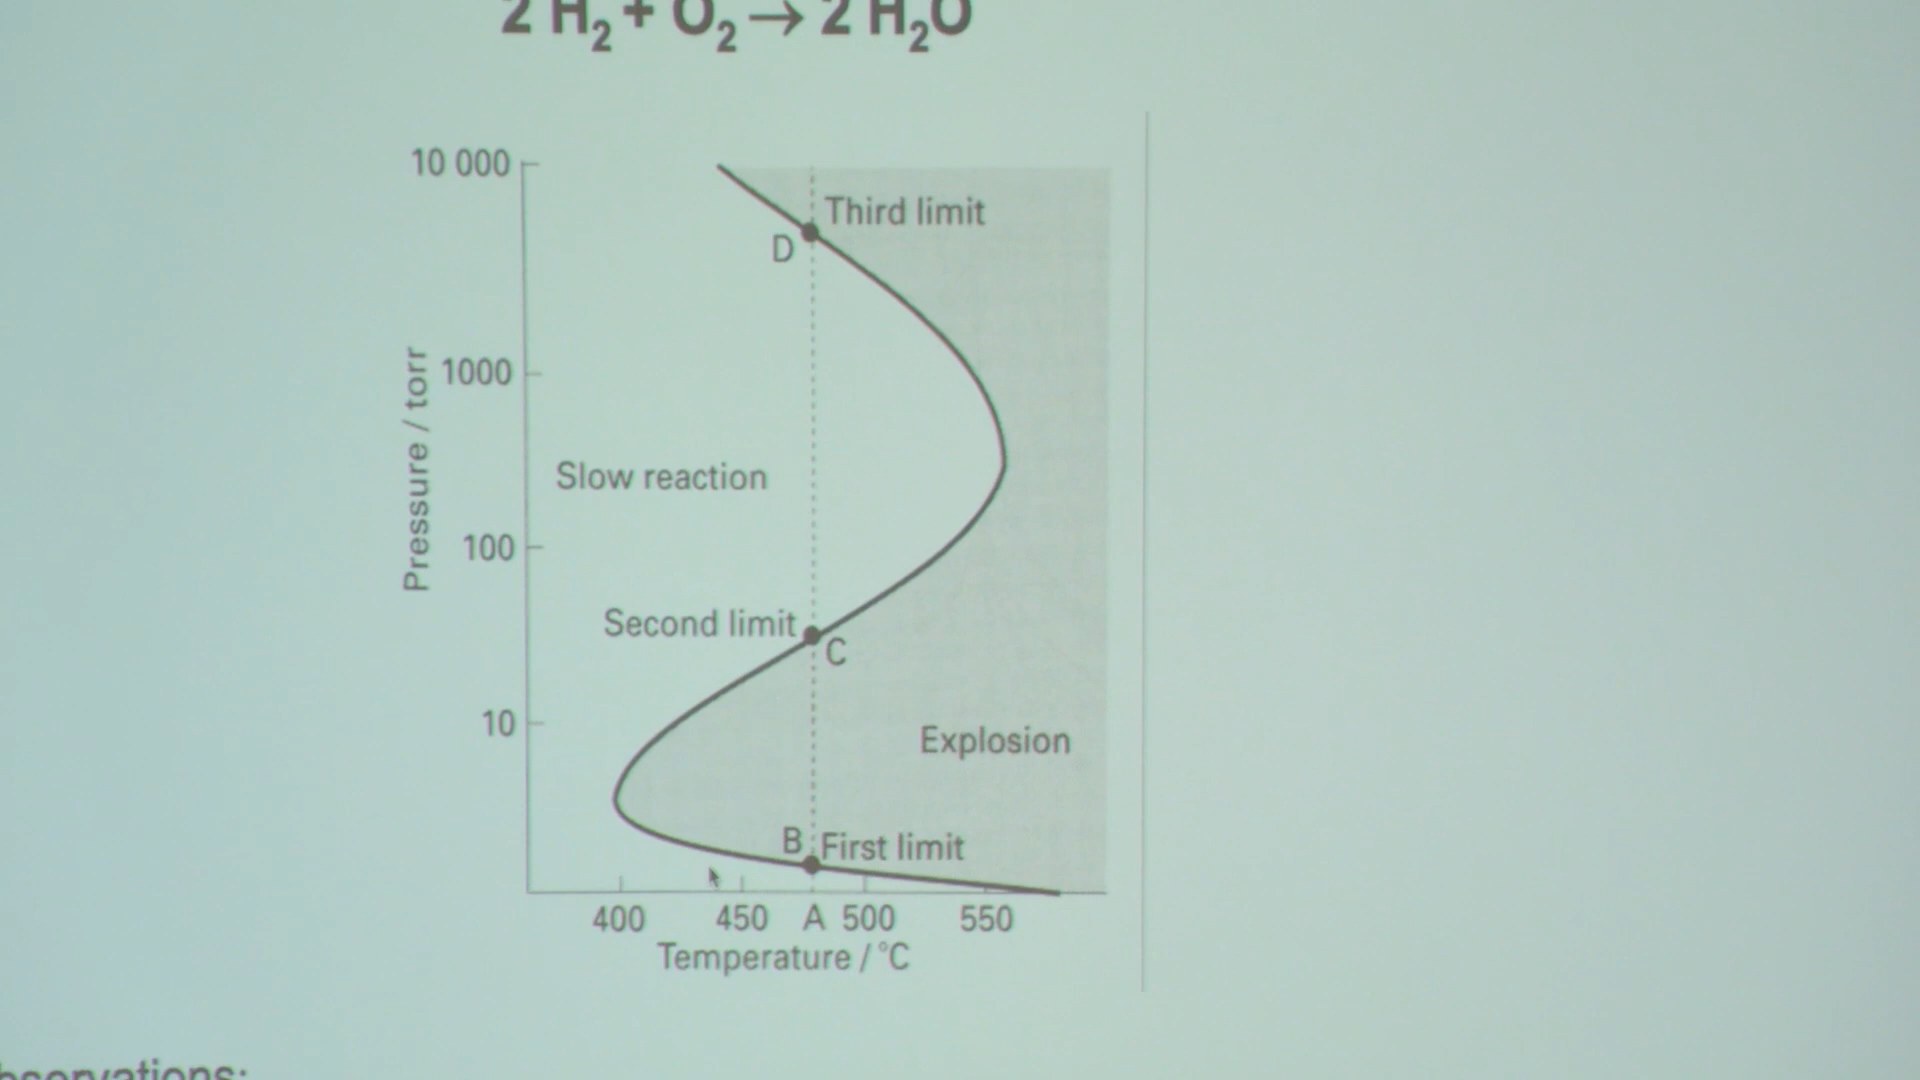 2 H₂ + O₂ → 2 H₂O
10 000
Third limit
D
1000
Pressure / torr
Slow reaction
100
Second limit
C
10
Explosion
B First limit
400 450 A 500 550
Temperature / °C